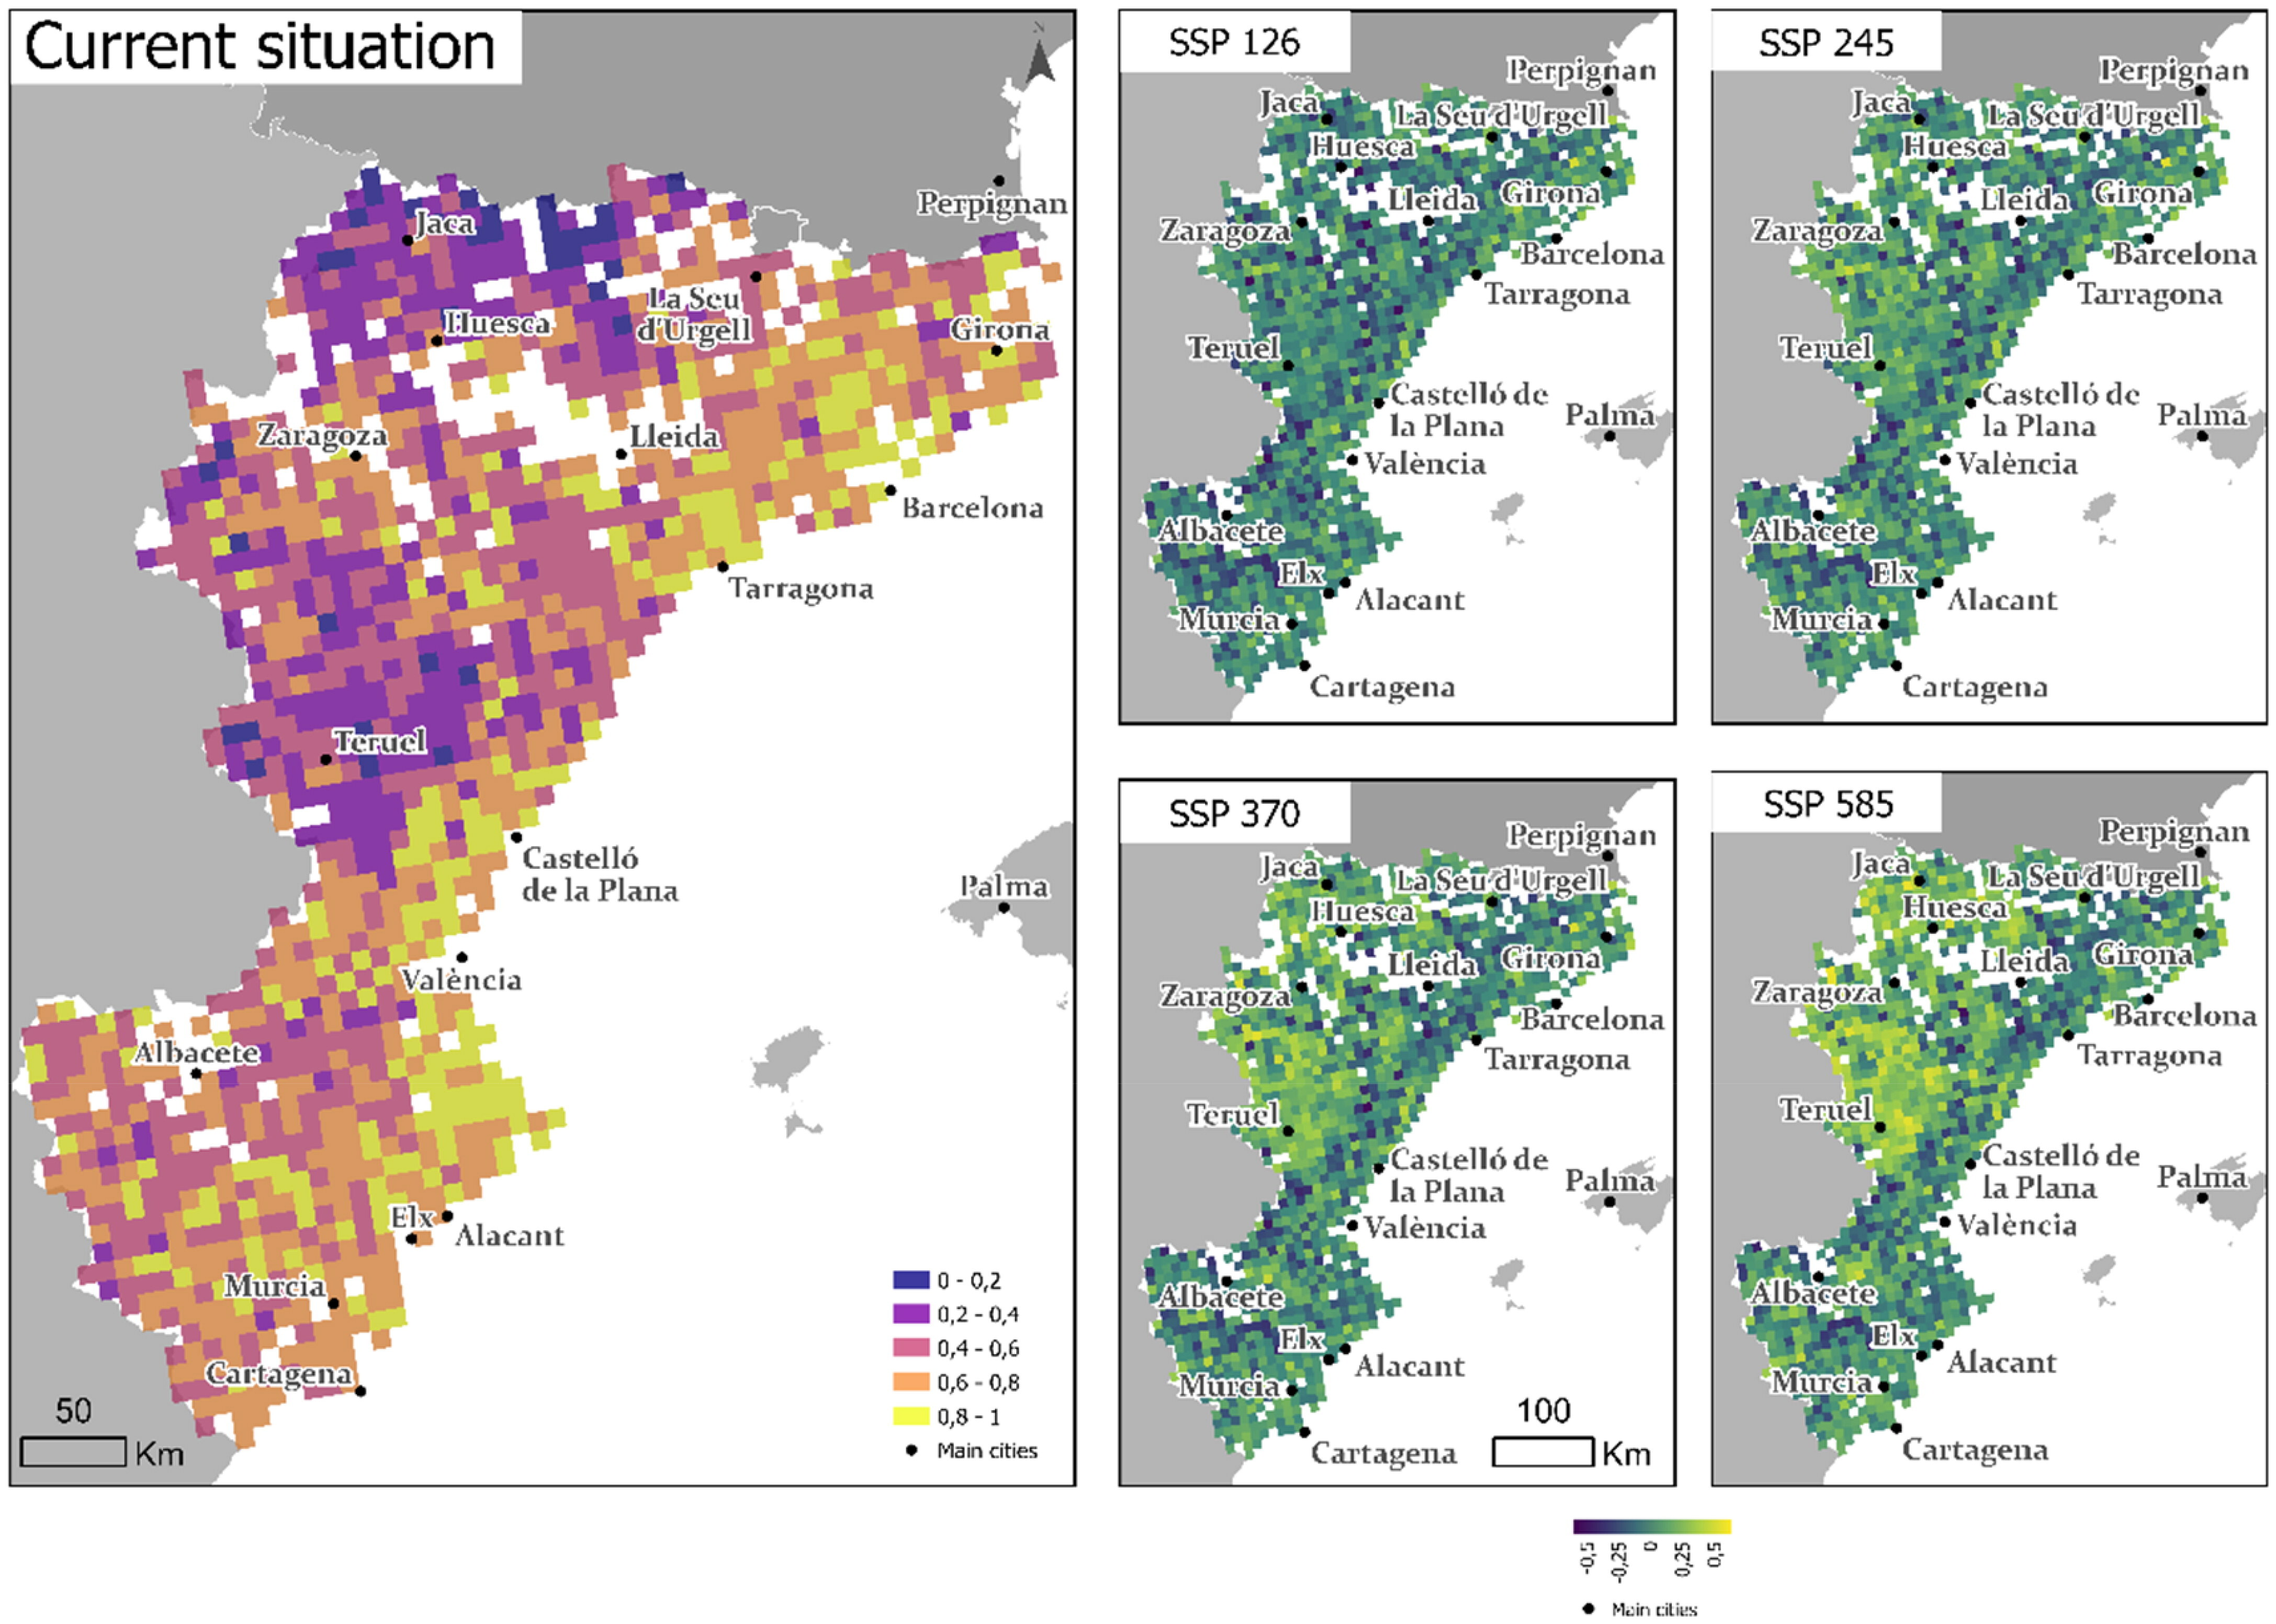 Current situation
N
Perpignan
Jaca
La Seu
d'Urgell
Huesca
Girona
Zaragoza
Lleida
Barcelona
Tarragona
Teruel
Castelló
de la Plana
Palma
València
Albacete
Elx
Alacant
Murcia
Cartagena
50
Km
0 - 0,2
0,2 - 0,4
0,4 - 0,6
0,6 - 0,8
0,8 - 1
Main cities
SSP 126
Perpignan
Jaca
La Seu d'Urgell
Huesca
Lleida
Girona
Zaragoza
Barcelona
Tarragona
Teruel
Castelló de
la Plana
Palma
València
Albacete
Elx
Alacant
Murcia
Cartagena
SSP 245
Perpignan
Jaca
La Seu d'Urgell
Huesca
Lleida
Girona
Zaragoza
Barcelona
Tarragona
Teruel
Castelló de
la Plana
Palma
València
Albacete
Elx
Alacant
Murcia
Cartagena
SSP 370
Perpignan
Jaca
La Seu d'Urgell
Huesca
Lleida
Girona
Zaragoza
Barcelona
Tarragona
Teruel
Castelló de
la Plana
Palma
València
Albacete
Elx
Alacant
Murcia
Cartagena
100
Km
SSP 585
Perpignan
Jaca
La Seu d'Urgell
Huesca
Lleida
Girona
Zaragoza
Barcelona
Tarragona
Teruel
Castelló de
la Plana
Palma
València
Albacete
Elx
Alacant
Murcia
Cartagena
-0,5
-0,25
0
0,25
0,5
Main cities